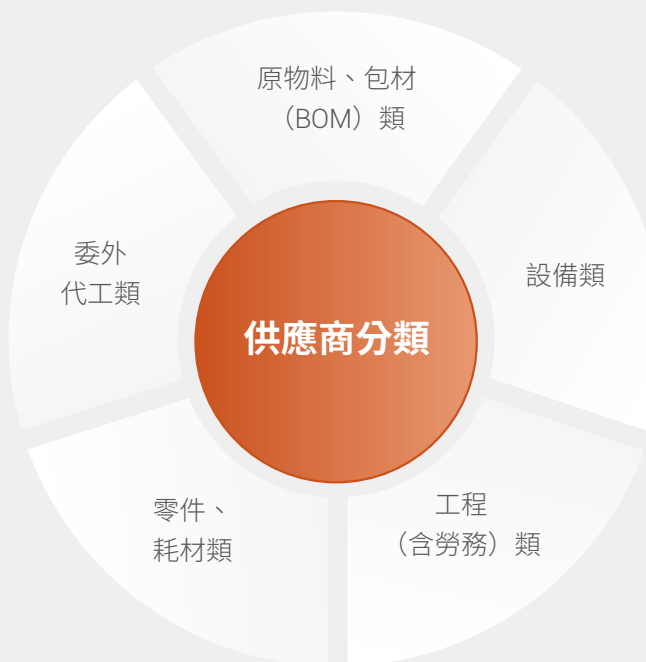 原物料、包材
（BOM）類
設備類
工程
（含勞務）類
零件、
耗材類
委外
代工類
供應商分類